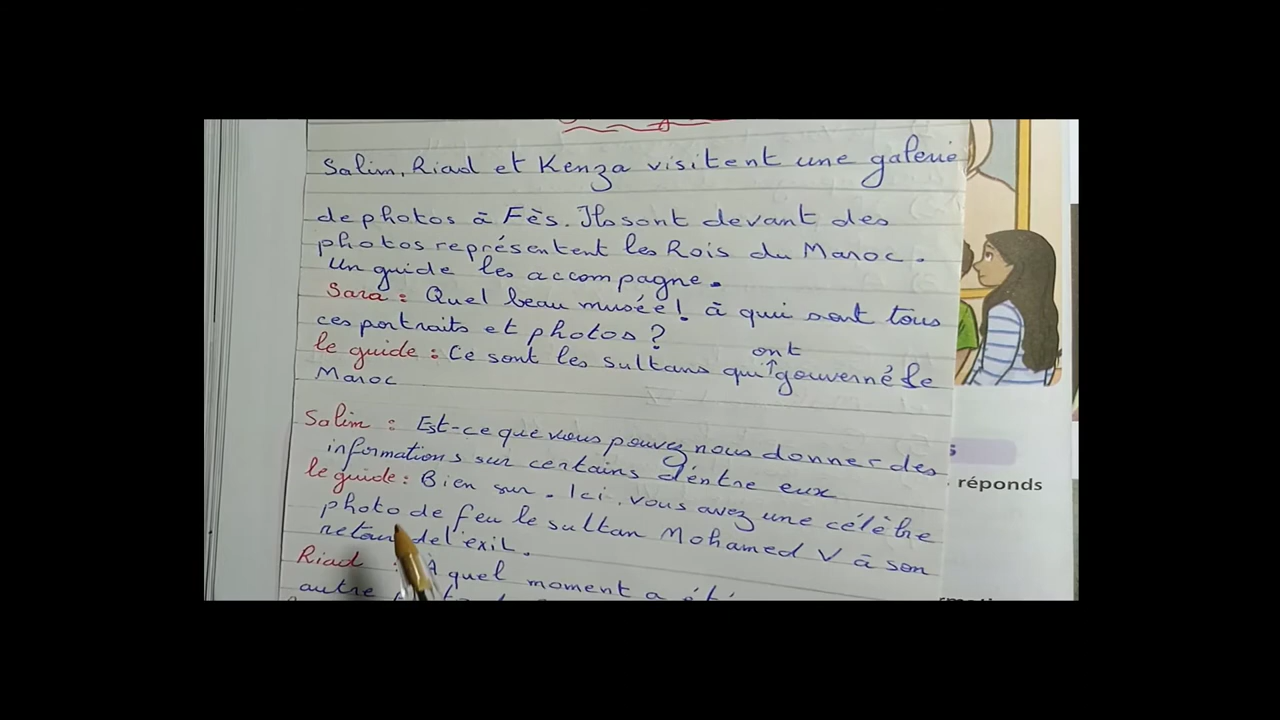 Salim, Riad et Kenza visitent une galerie
de photos à Fès. Ils sont devant des
photos représentent les Rois du Maroc.
Un guide les accompagne.
Sara : Quel beau musée! à qui sont tous
ces portraits et photos ?
ont
le guide : Ce sont les sultans qui ↑ gouverné le
Maroc
Salim : Est-ce que vous pouvez nous donner des
informations sur certains d'éntre eux
le guide : Bien sur. Ici, vous avez une célèbre
photo de feu le sultan Mohamed V à son
retour de l'exil.
Riad : À quel moment a été
autre
s
réponds